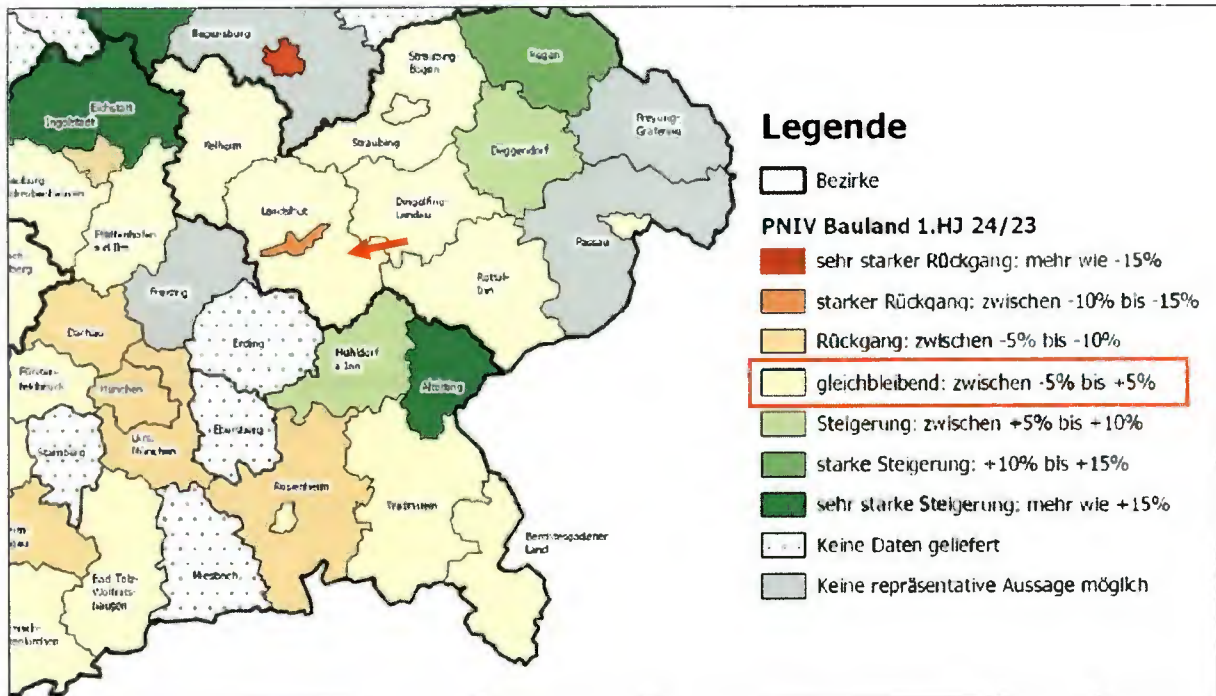 Regensburg
Regen
Straubing-
Bogen
Eichstätt
Ingolstadt
Freyung-
Grafenau
Kelheim
Straubing
Deggendorf
Landshut
Dingolfing-
Landau
Pfaffenhofen
a.d.Ilm
Passau
Rottal-
Inn
Freising
Dachau
Erding
Mühldorf
a.Inn
Altötting
München
Ebersberg
Starnberg
München
Rosenheim
Traunstein
Berchtesgadener
Land
Miesbach
Bad Tölz-
Wolfrats-
hausen
Legende
Bezirke
PNIV Bauland 1.HJ 24/23
sehr starker Rückgang: mehr wie -15%
starker Rückgang: zwischen -10% bis -15%
Rückgang: zwischen -5% bis -10%
gleichbleibend: zwischen -5% bis +5%
Steigerung: zwischen +5% bis +10%
starke Steigerung: +10% bis +15%
sehr starke Steigerung: mehr wie +15%
Keine Daten geliefert
Keine repräsentative Aussage möglich